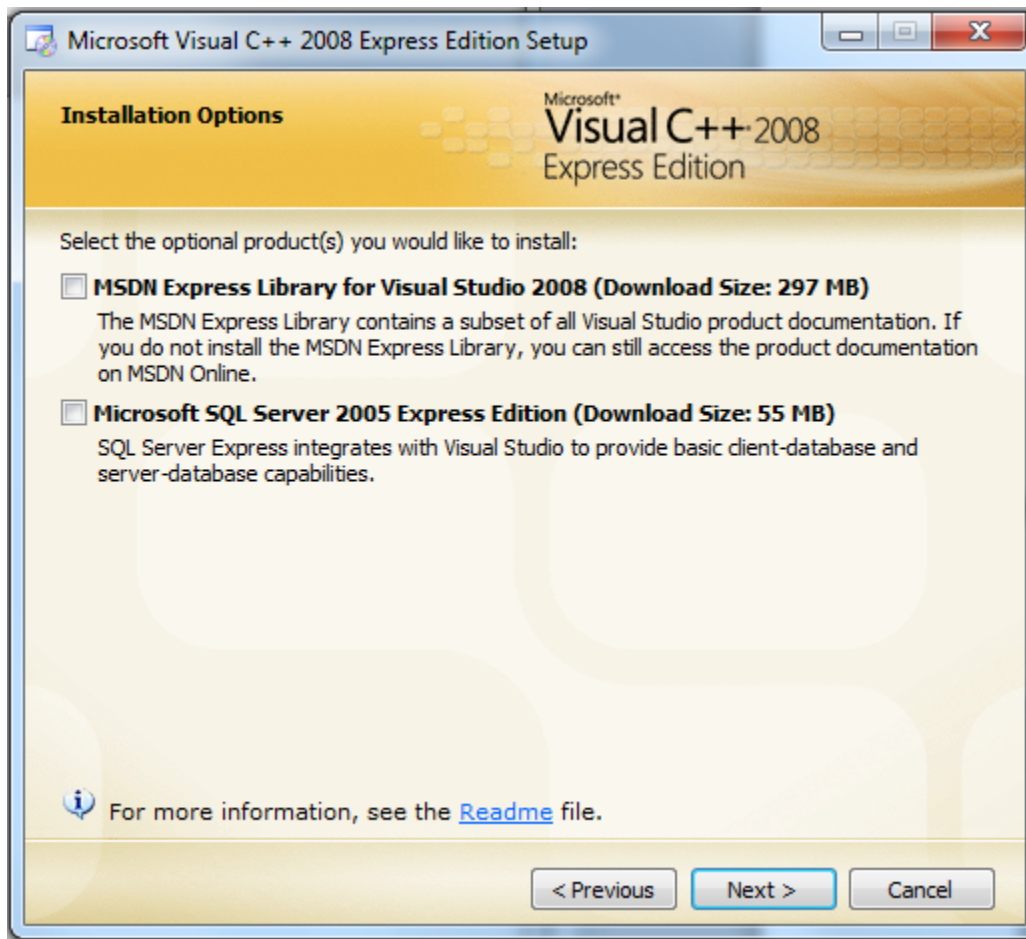 Microsoft Visual C++ 2008 Express Edition Setup
Installation Options
Microsoft®
Visual C++ 2008
Express Edition
Select the optional product(s) you would like to install:
MSDN Express Library for Visual Studio 2008 (Download Size: 297 MB)
The MSDN Express Library contains a subset of all Visual Studio product documentation. If
you do not install the MSDN Express Library, you can still access the product documentation
on MSDN Online.
Microsoft SQL Server 2005 Express Edition (Download Size: 55 MB)
SQL Server Express integrates with Visual Studio to provide basic client-database and
server-database capabilities.
For more information, see the Readme file.
< Previous Next > Cancel